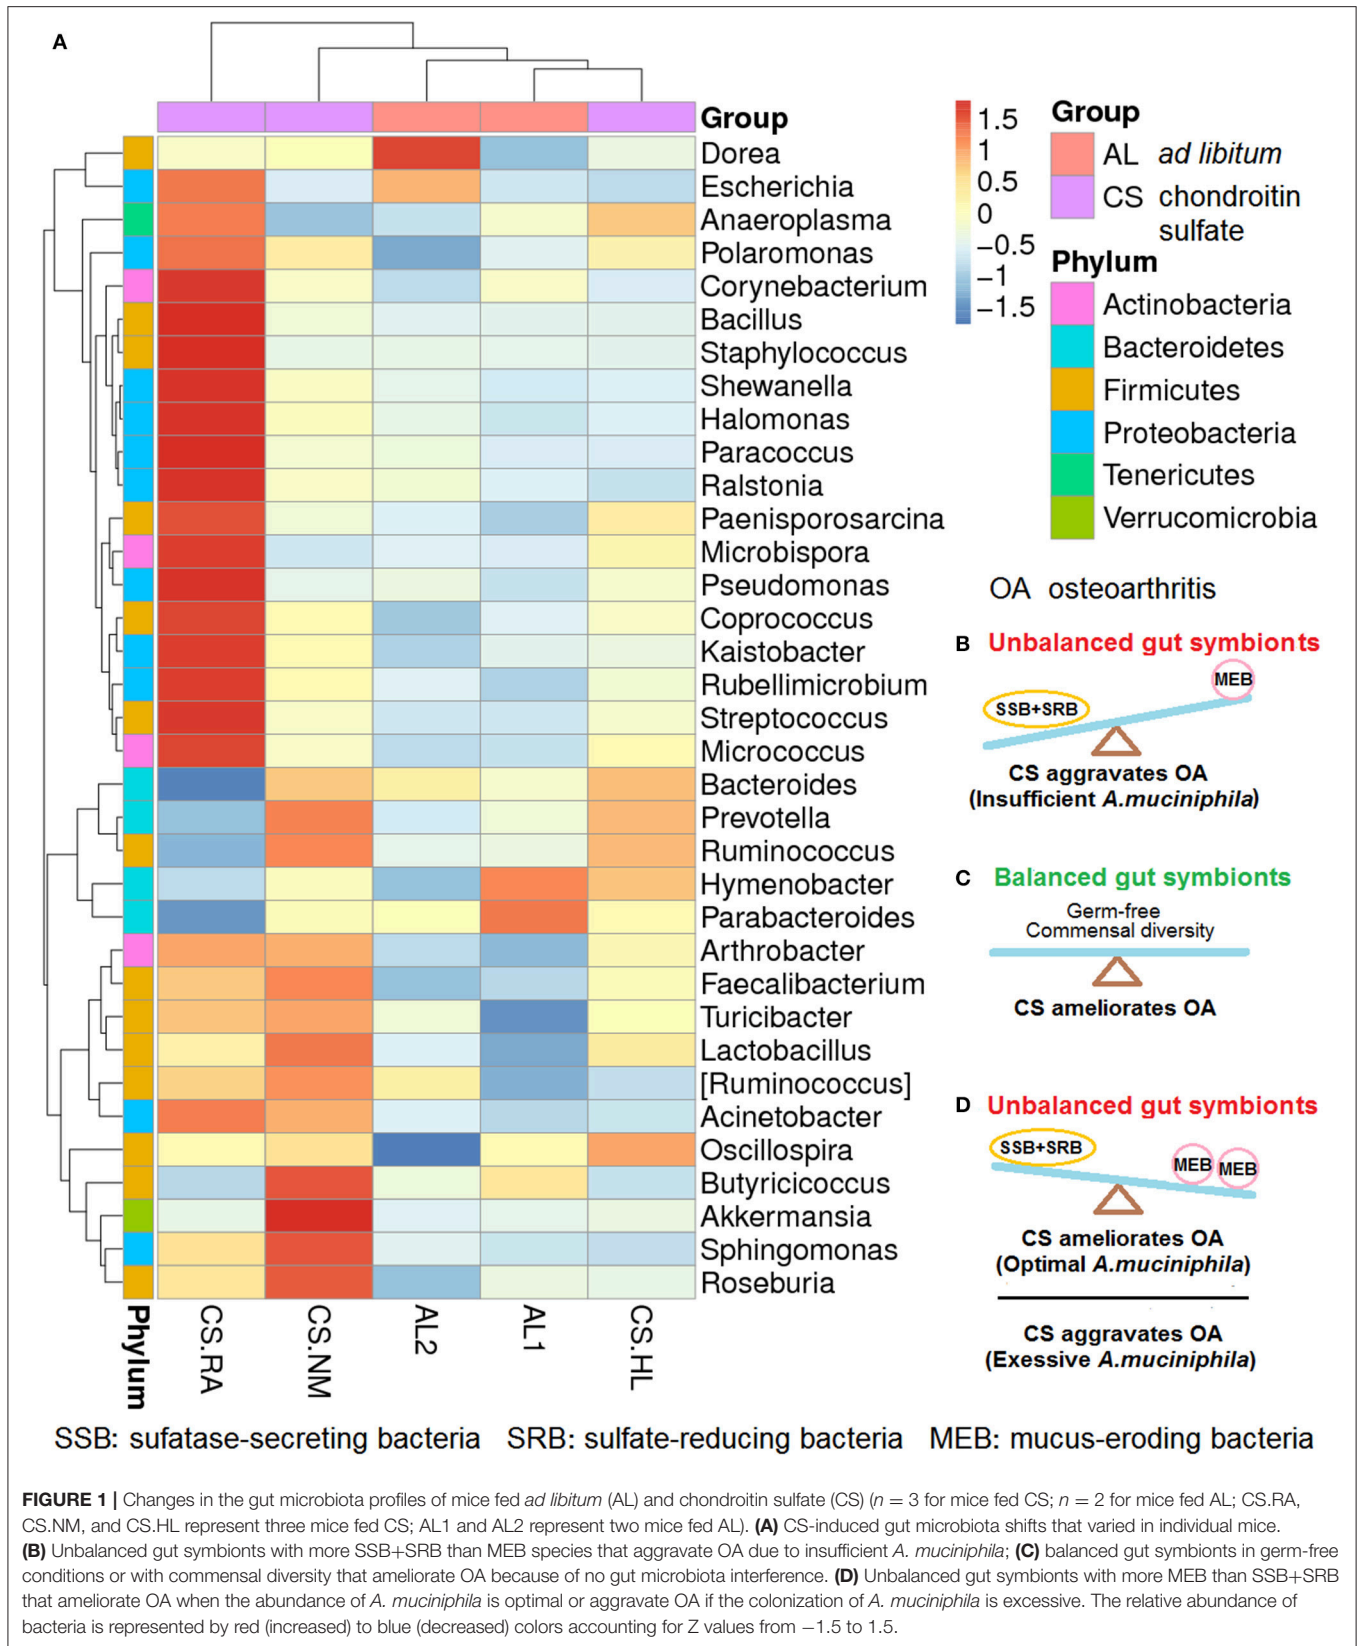 A
Group
Dorea
Escherichia
Anaeroplasma
Polaromonas
Corynebacterium
Bacillus
Staphylococcus
Shewanella
Halomonas
Paracoccus
Ralstonia
Paenisporosarcina
Microbispora
Pseudomonas
Coprococcus
Kaistobacter
Rubellimicrobium
Streptococcus
Micrococcus
Bacteroides
Prevotella
Ruminococcus
Hymenobacter
Parabacteroides
Arthrobacter
Faecalibacterium
Turicibacter
Lactobacillus
[Ruminococcus]
Acinetobacter
Oscillospira
Butyricicoccus
Akkermansia
Sphingomonas
Roseburia
Phylum
CS.RA
CS.NM
AL2
AL1
CS.HL
1.5
1
0.5
0
−0.5
−1
−1.5
Group
AL ad libitum
CS chondroitin
sulfate
Phylum
Actinobacteria
Bacteroidetes
Firmicutes
Proteobacteria
Tenericutes
Verrucomicrobia
OA osteoarthritis
B Unbalanced gut symbionts
MEB
SSB+SRB
CS aggravates OA
(Insufficient A.muciniphila)
C Balanced gut symbionts
Germ-free
Commensal diversity
CS ameliorates OA
D Unbalanced gut symbionts
SSB+SRB
MEB MEB
CS ameliorates OA
(Optimal A.muciniphila)
CS aggravates OA
(Exessive A.muciniphila)
SSB: sufatase-secreting bacteria SRB: sulfate-reducing bacteria MEB: mucus-eroding bacteria
FIGURE 1 | Changes in the gut microbiota profiles of mice fed ad libitum (AL) and chondroitin sulfate (CS) (n = 3 for mice fed CS; n = 2 for mice fed AL; CS.RA,
CS.NM, and CS.HL represent three mice fed CS; AL1 and AL2 represent two mice fed AL). (A) CS-induced gut microbiota shifts that varied in individual mice.
(B) Unbalanced gut symbionts with more SSB+SRB than MEB species that aggravate OA due to insufficient A. muciniphila; (C) balanced gut symbionts in germ-free
conditions or with commensal diversity that ameliorate OA because of no gut microbiota interference. (D) Unbalanced gut symbionts with more MEB than SSB+SRB
that ameliorate OA when the abundance of A. muciniphila is optimal or aggravate OA if the colonization of A. muciniphila is excessive. The relative abundance of
bacteria is represented by red (increased) to blue (decreased) colors accounting for Z values from −1.5 to 1.5.